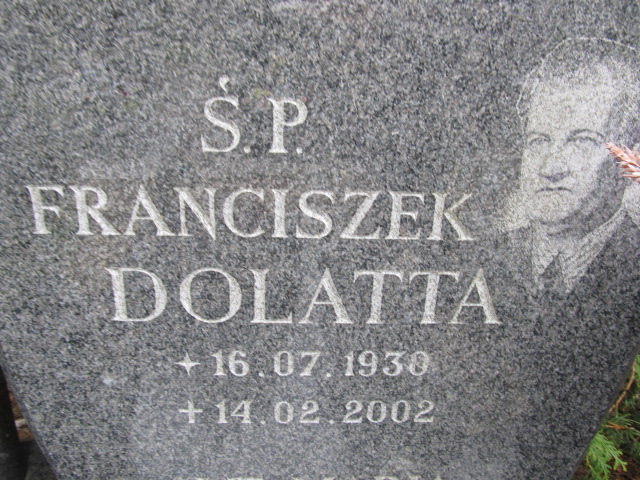 Ś.P.
FRANCISZEK
DOLATTA
16.07.1930
14.02.2002